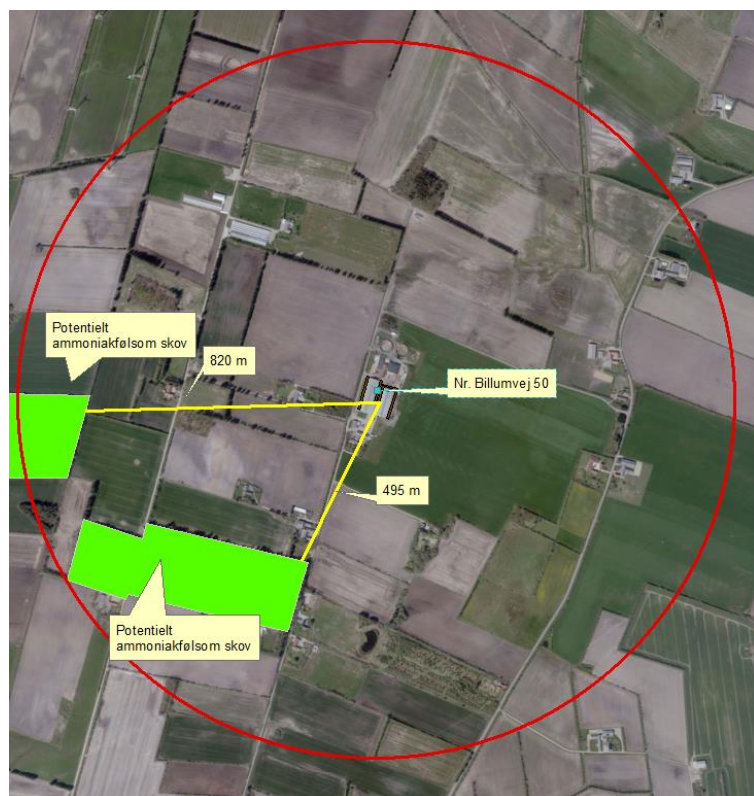 Potentielt
ammoniakfølsom skov
820 m
Nr. Billumvej 50
495 m
Potentielt
ammoniakfølsom skov